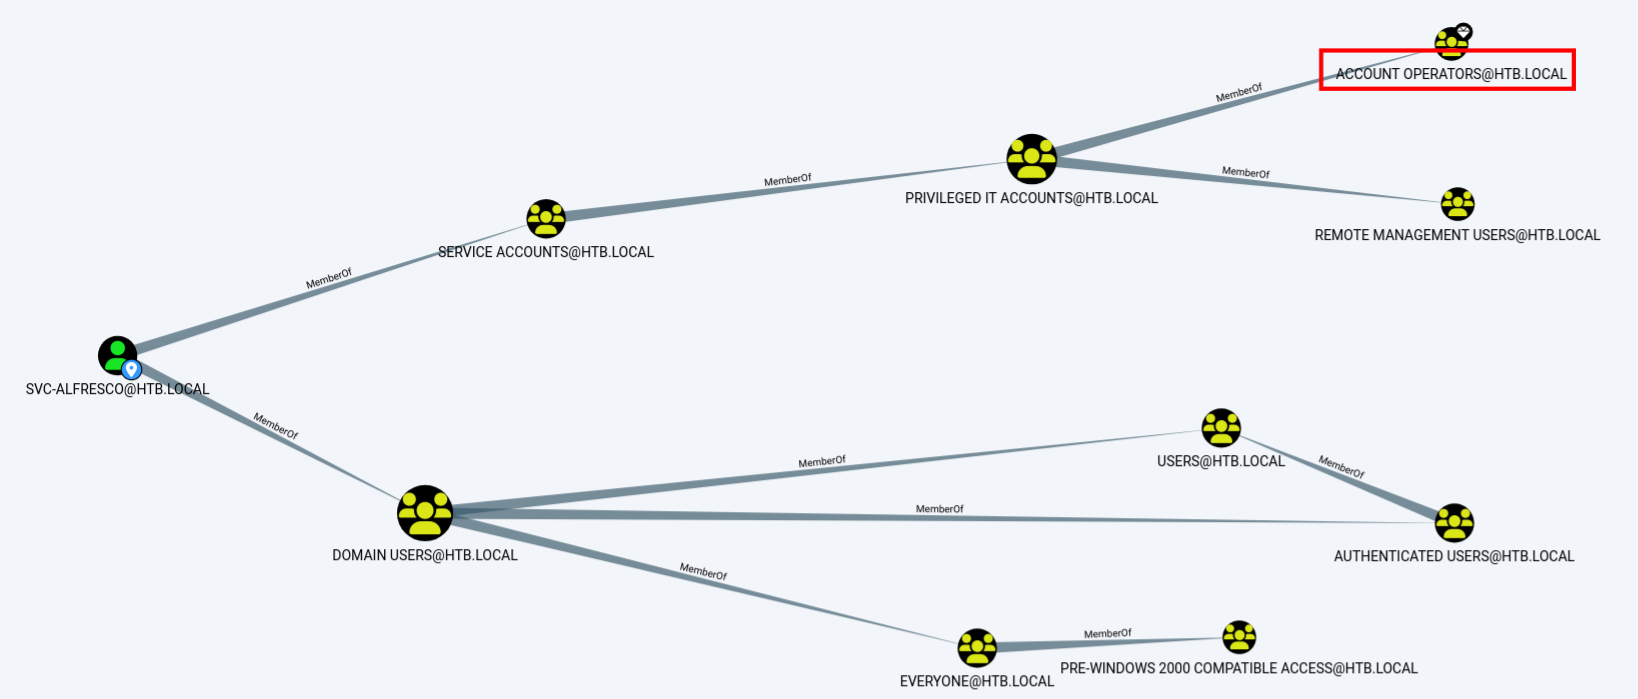 ACCOUNT OPERATORS@HTB.LOCAL
MemberOf
MemberOf
MemberOf
PRIVILEGED IT ACCOUNTS@HTB.LOCAL
REMOTE MANAGEMENT USERS@HTB.LOCAL
SERVICE ACCOUNTS@HTB.LOCAL
MemberOf
SVC-ALFRESCO@HTB.LOCAL
MemberOf
MemberOf
USERS@HTB.LOCAL
MemberOf
MemberOf
DOMAIN USERS@HTB.LOCAL
AUTHENTICATED USERS@HTB.LOCAL
MemberOf
MemberOf
EVERYONE@HTB.LOCAL
PRE-WINDOWS 2000 COMPATIBLE ACCESS@HTB.LOCAL